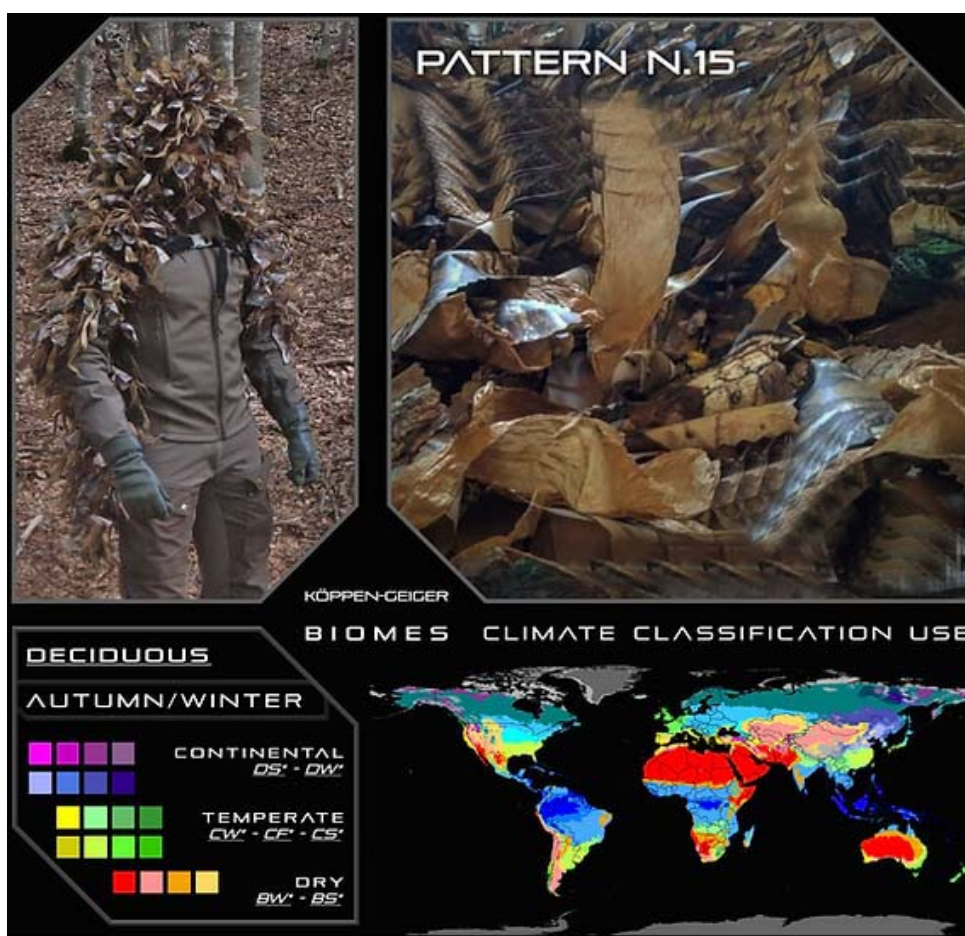 PATTERN N.15
KÖPPEN-GEIGER
BIOMES CLIMATE CLASSIFICATION USE
DECIDUOUS
AUTUMN/WINTER
CONTINENTAL
DS* - DW*
TEMPERATE
CW* - CF* - CS*
DRY
BW* - BS*